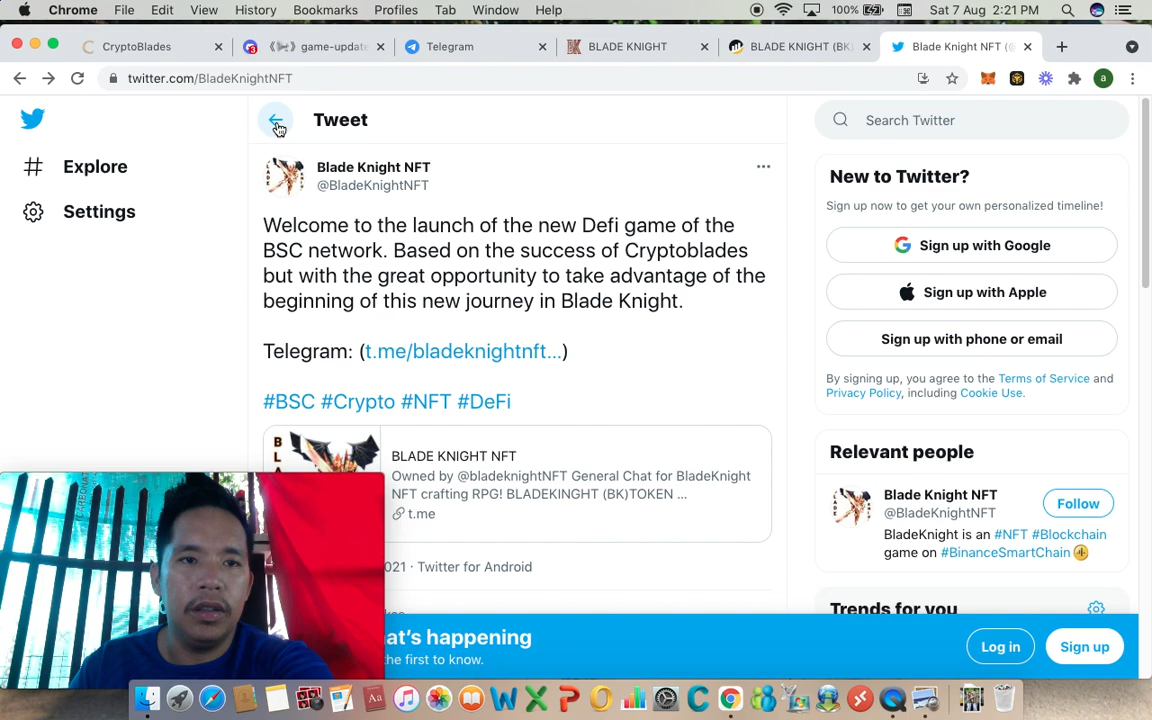 Chrome File Edit View History Bookmarks Profiles Tab Window Help 100% Sat 7 Aug 2:21 PM
CryptoBlades game-update Telegram BLADE KNIGHT BLADE KNIGHT (BK) Blade Knight NFT (@
twitter.com/BladeKnightNFT a
Tweet
Search Twitter
Explore
Settings
Blade Knight NFT
@BladeKnightNFT
Welcome to the launch of the new Defi game of the
BSC network. Based on the success of Cryptoblades
but with the great opportunity to take advantage of the
beginning of this new journey in Blade Knight.
Telegram: (t.me/bladeknightnft...)
#BSC #Crypto #NFT #DeFi
BLADE KNIGHT NFT
Owned by @bladeknightNFT General Chat for BladeKnight
NFT crafting RPG! BLADEKINGHT (BK)TOKEN ...
t.me
2021 · Twitter for Android
New to Twitter?
Sign up now to get your own personalized timeline!
Sign up with Google
Sign up with Apple
Sign up with phone or email
By signing up, you agree to the Terms of Service and
Privacy Policy, including Cookie Use.
Relevant people
Blade Knight NFT
@BladeKnightNFT
Follow
BladeKnight is an #NFT #Blockchain
game on #BinanceSmartChain
Trends for you
at's happening
the first to know.
Log in
Sign up